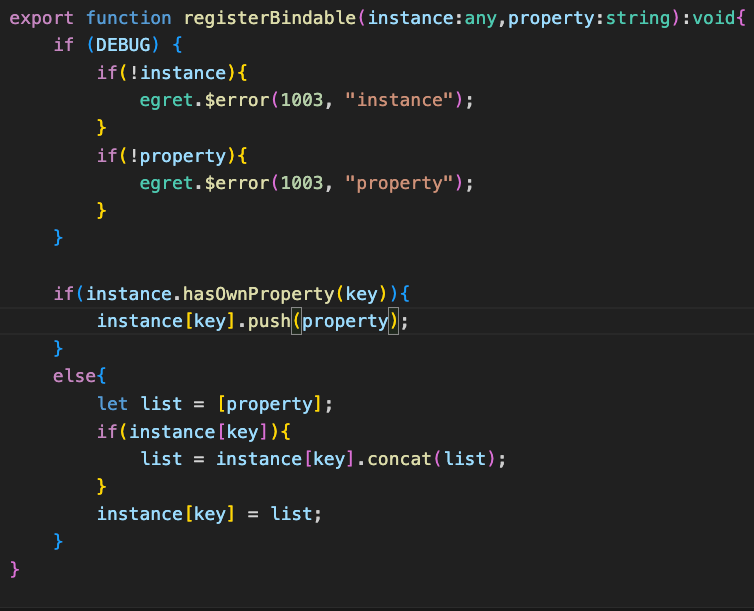 export function registerBindable(instance:any,property:string):void{
    if (DEBUG) {
        if(!instance){
            egret.$error(1003, "instance");
        }
        if(!property){
            egret.$error(1003, "property");
        }
    }

    if(instance.hasOwnProperty(key)){
        instance[key].push(property);
    }
    else{
        let list = [property];
        if(instance[key]){
            list = instance[key].concat(list);
        }
        instance[key] = list;
    }
}